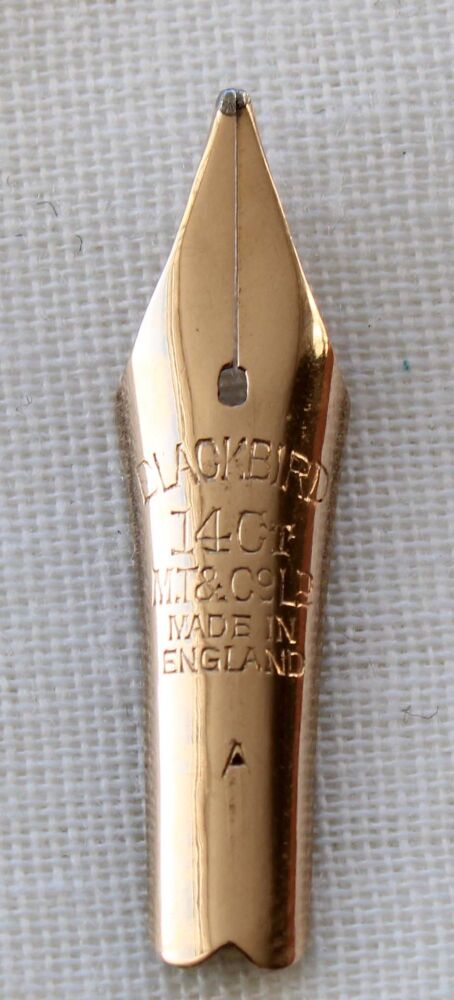 BLACKBIRD
14CT
M.T&COLD
MADE IN
ENGLAND
A